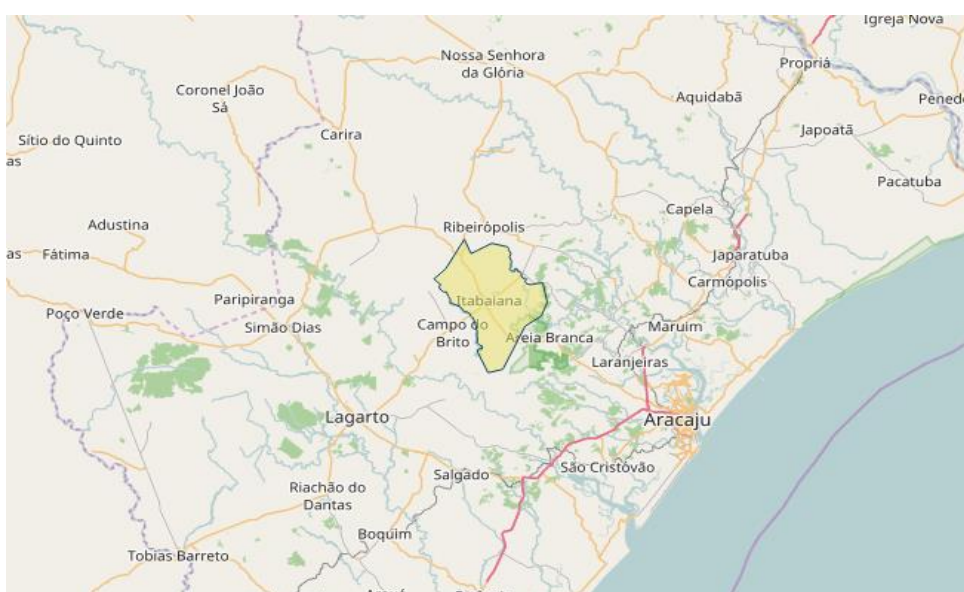 Igreja Nova
Nossa Senhora
da Glória
Propriá
Coronel João
Sá
Aquidabã
Penedo
Sítio do Quinto
Carira
Japoatã
as
Pacatuba
Capela
Adustina
Ribeirópolis
as
Fátima
Japaratuba
Carmópolis
Paripiranga
Itabaiana
Poço Verde
Simão Dias
Campo do
Brito
Areia Branca
Maruim
Laranjeiras
Lagarto
Aracaju
Salgado
São Cristóvão
Riachão do
Dantas
Boquim
Tobias Barreto